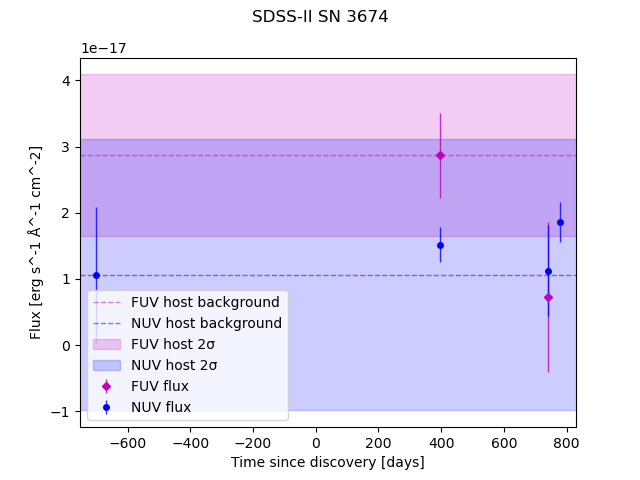 SDSS-II SN 3674
1e−17
4
3
2
1
0
−1
Flux [erg s^-1 Å^-1 cm^-2]
FUV host background
NUV host background
FUV host 2σ
NUV host 2σ
FUV flux
NUV flux
−600 −400 −200 0 200 400 600 800
Time since discovery [days]